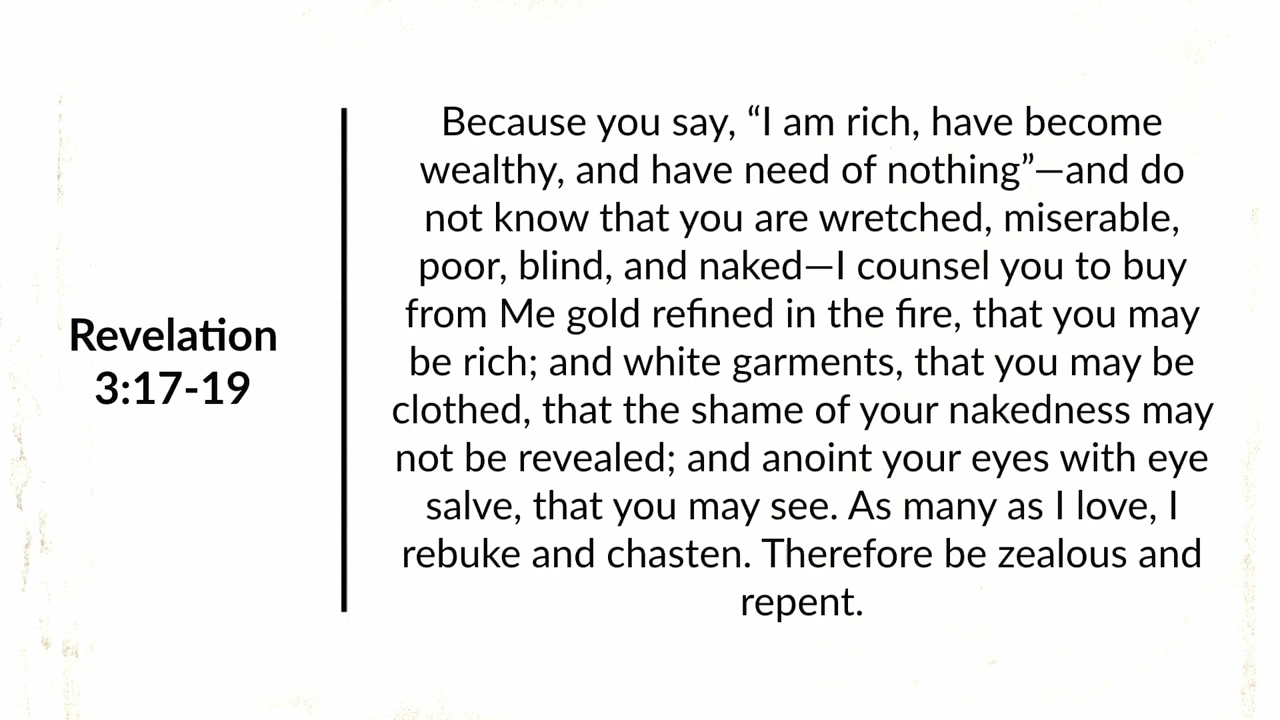 Revelation
3:17-19
Because you say, “I am rich, have become
wealthy, and have need of nothing”—and do
not know that you are wretched, miserable,
poor, blind, and naked—I counsel you to buy
from Me gold refined in the fire, that you may
be rich; and white garments, that you may be
clothed, that the shame of your nakedness may
not be revealed; and anoint your eyes with eye
salve, that you may see. As many as I love, I
rebuke and chasten. Therefore be zealous and
repent.